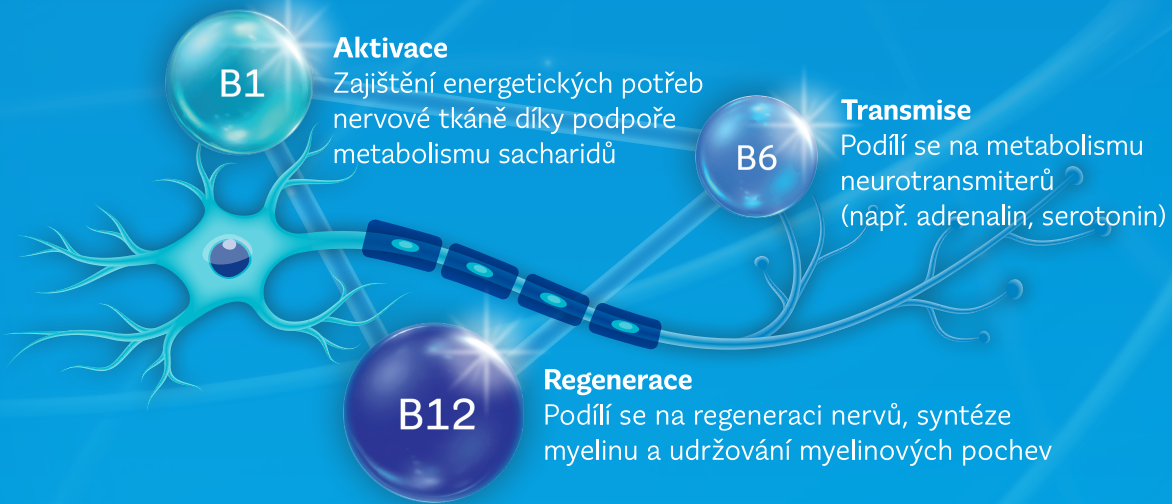 B1
Aktivace
Zajištění energetických potřeb
nervové tkáně díky podpoře
metabolismu sacharidů
B6
Transmise
Podílí se na metabolismu
neurotransmiterů
(např. adrenalin, serotonin)
B12
Regenerace
Podílí se na regeneraci nervů, syntéze
myelinu a udržování myelinových pochev